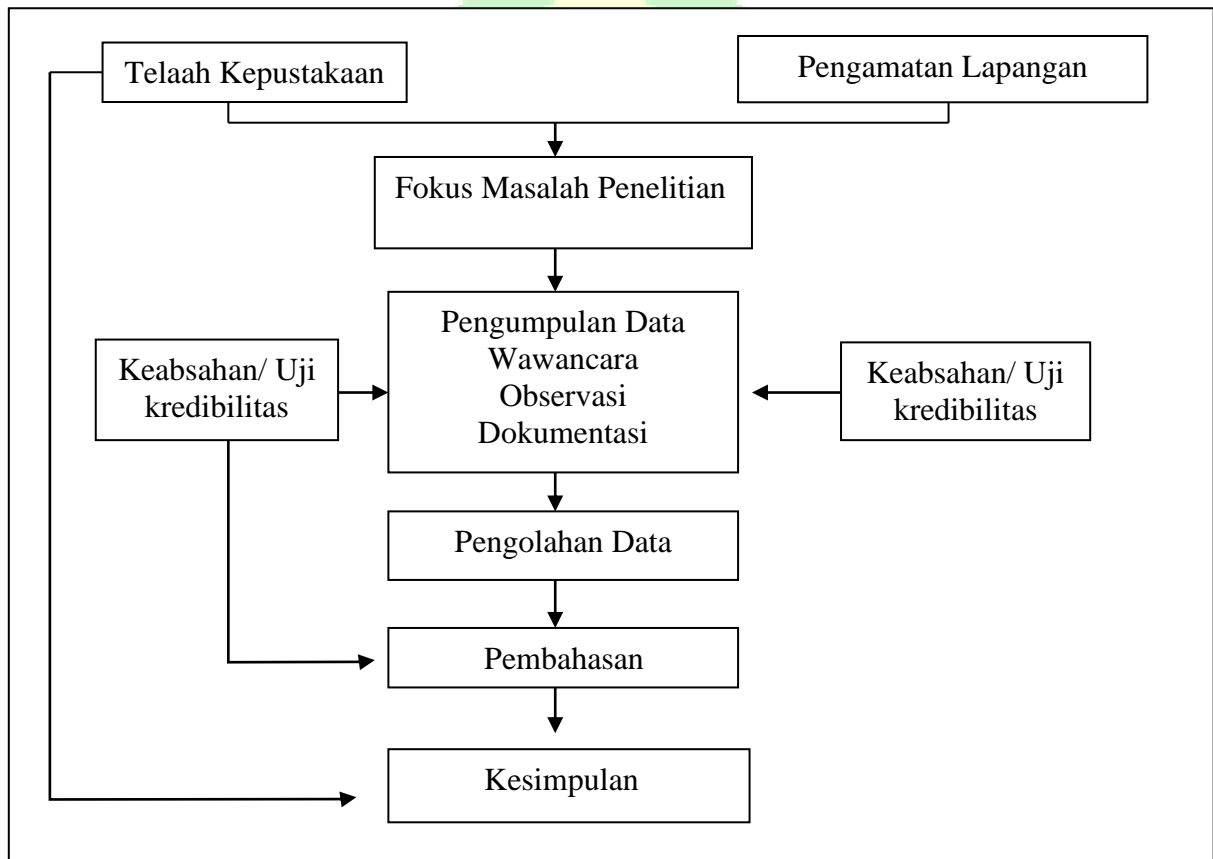 Telaah Kepustakaan
Pengamatan Lapangan
Fokus Masalah Penelitian
Pengumpulan Data
Wawancara
Observasi
Dokumentasi
Keabsahan/ Uji
kredibilitas
Keabsahan/ Uji
kredibilitas
Pengolahan Data
Pembahasan
Kesimpulan